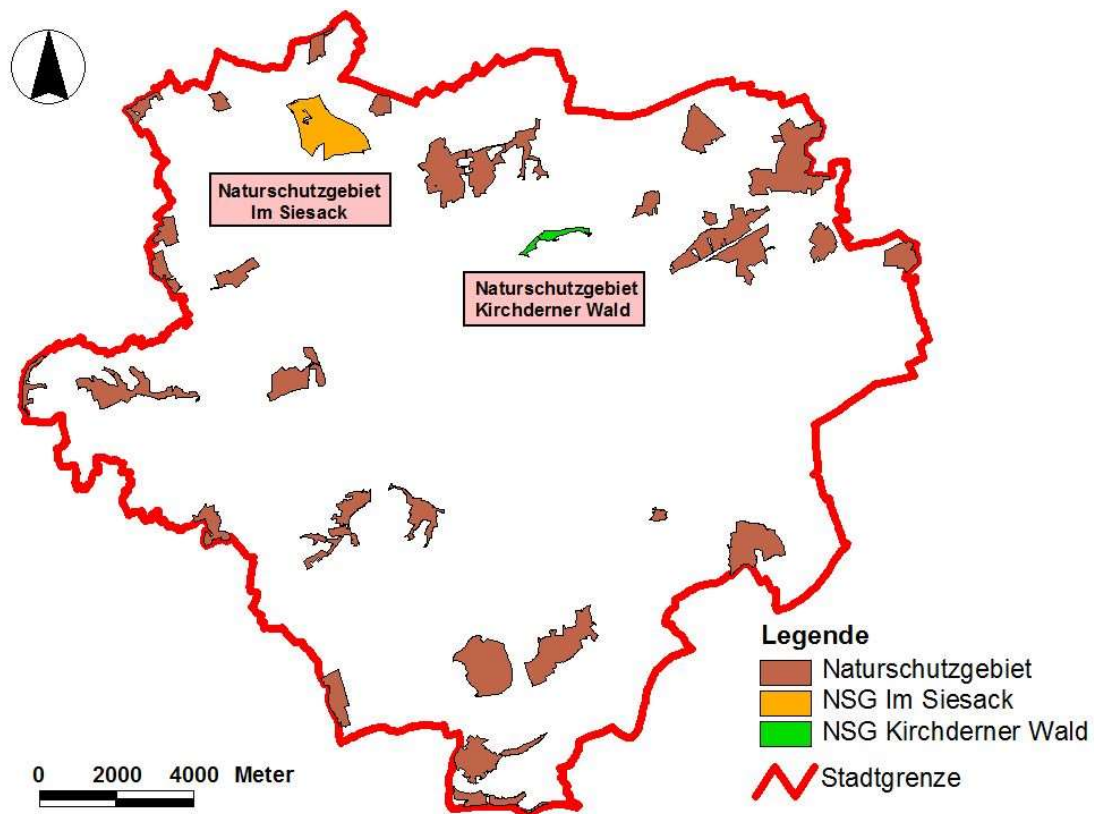 Naturschutzgebiet
Im Siesack
Naturschutzgebiet
Kirchderner Wald
Legende
Naturschutzgebiet
NSG Im Siesack
NSG Kirchderner Wald
Stadtgrenze
0 2000 4000 Meter